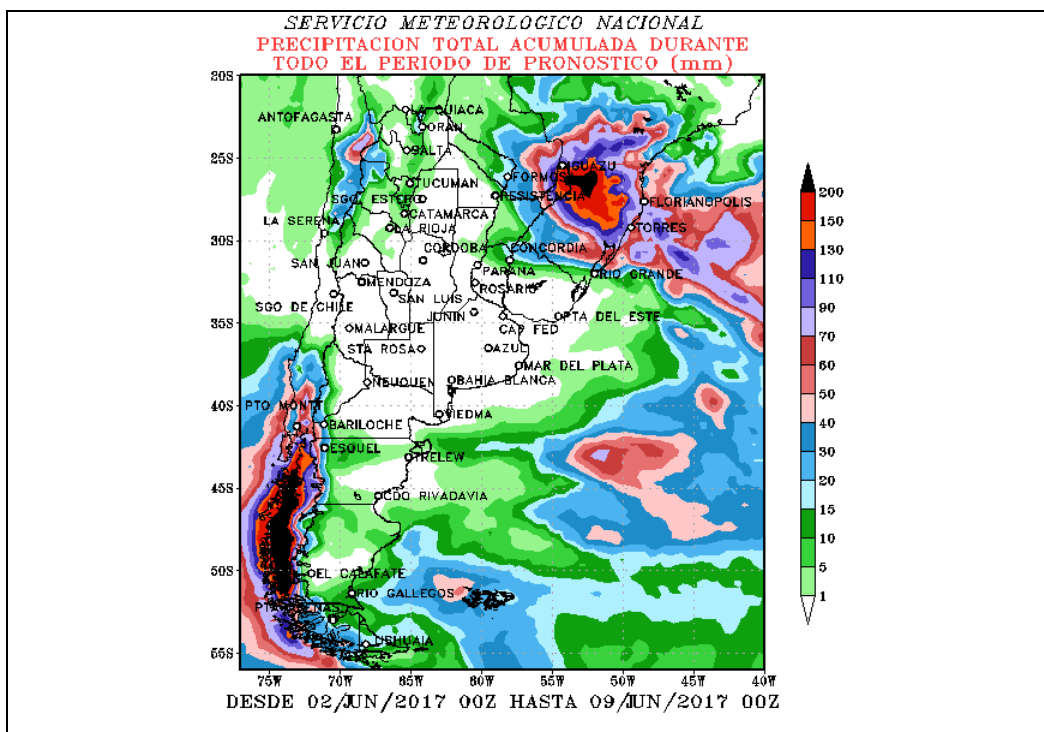 SERVICIO METEOROLOGICO NACIONAL
PRECIPITACION TOTAL ACUMULADA DURANTE
TODO EL PERIODO DE PRONOSTICO (mm)
20S
LA QUIACA
ANTOFAGASTA
ORAN
25S
SALTA
IGUAZU
TUCUMAN
FORMOS
200
SGO ESTERO
RESISTENCIA
FLORIANOPOLIS
CATAMARCA
150
LA SERENA
LA RIOJA
TORRES
30S
CORDOBA
CONCORDIA
130
SAN JUAN
PARANA
RIO GRANDE
110
MENDOZA
ROSARIO
SAN LUIS
90
SGO DE CHILE
JUNIN
PTA DEL ESTE
35S
MALARGUE
CAP FED
70
STA ROSA
AZUL
60
MAR DEL PLATA
NEUQUEN
BAHIA BLANCA
50
40S
PTO MONTT
VIEDMA
40
BARILOCHE
ESQUEL
TRELEW
30
45S
CDO RIVADAVIA
20
15
50S
EL CALAFATE
10
RIO GALLEGOS
5
USHUAIA
1
55S
75W 70W 65W 60W 55W 50W 45W 40W
DESDE 02/JUN/2017 00Z HASTA 09/JUN/2017 00Z